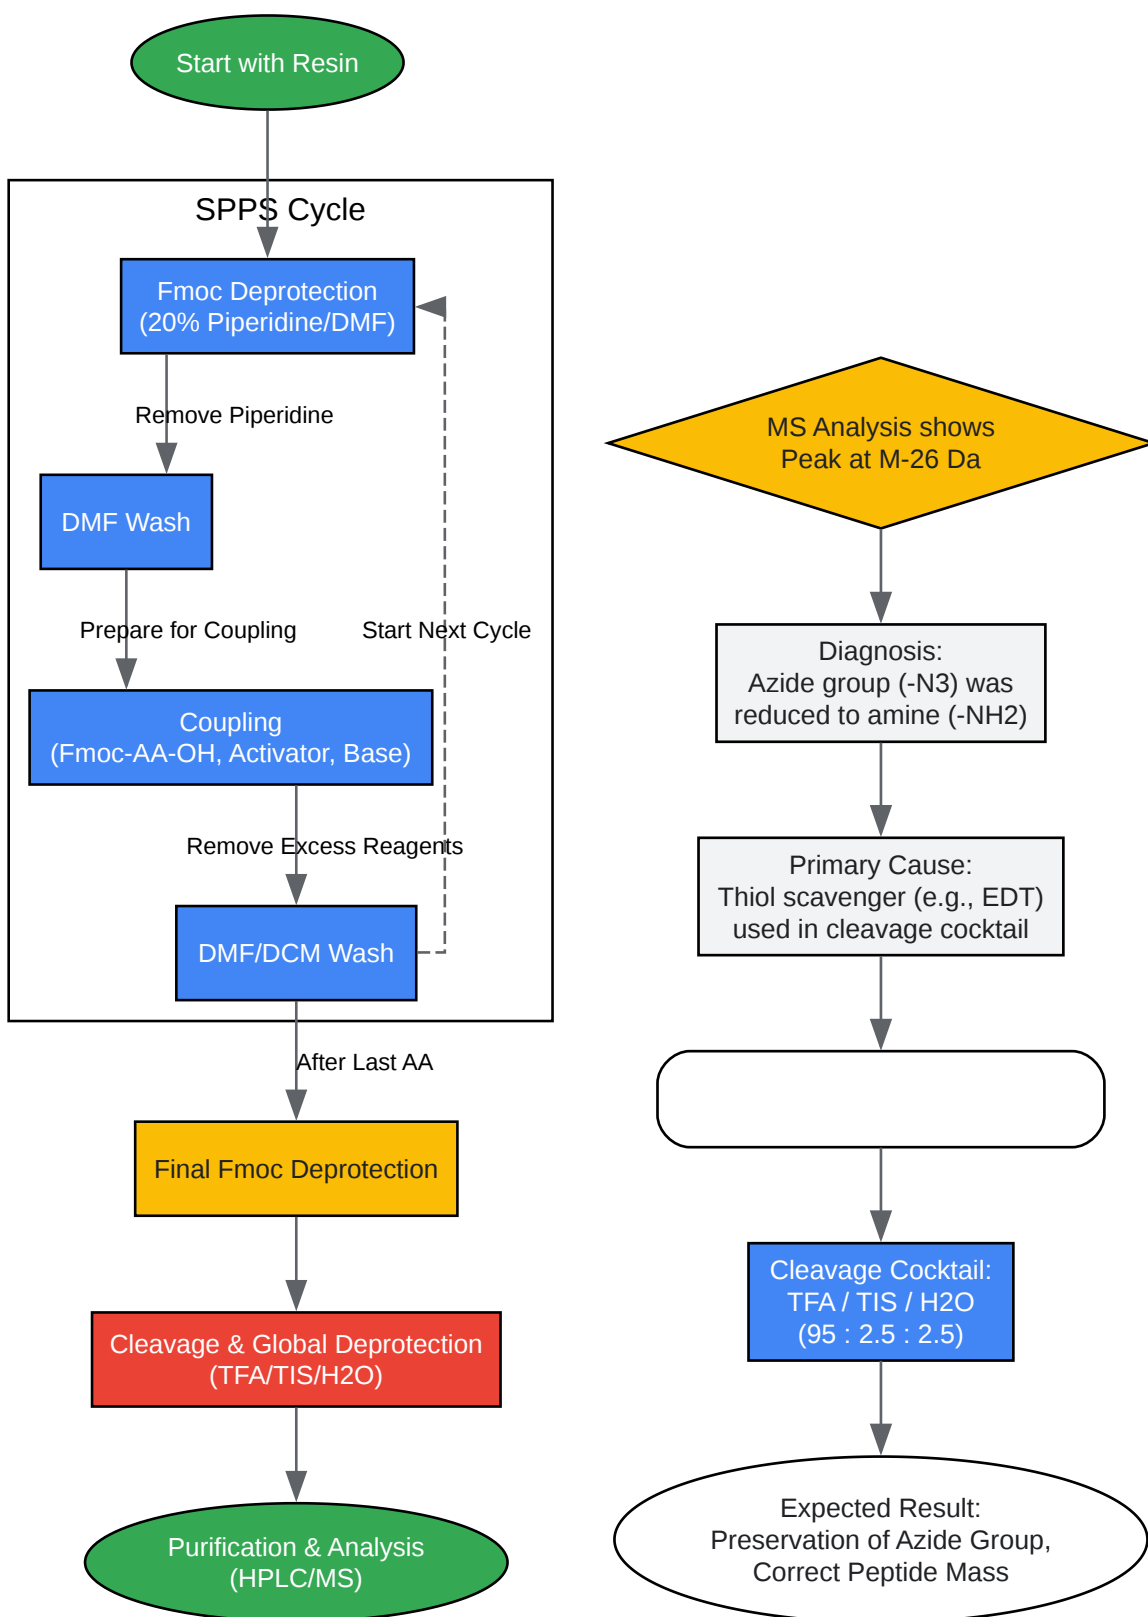 Start with Resin
SPPS Cycle
Fmoc Deprotection
(20% Piperidine/DMF)
Remove Piperidine
DMF Wash
Prepare for Coupling
Start Next Cycle
Coupling
(Fmoc-AA-OH, Activator, Base)
Remove Excess Reagents
DMF/DCM Wash
After Last AA
Final Fmoc Deprotection
Cleavage & Global Deprotection
(TFA/TIS/H2O)
Purification & Analysis
(HPLC/MS)
MS Analysis shows
Peak at M-26 Da
Diagnosis:
Azide group (-N3) was
reduced to amine (-NH2)
Primary Cause:
Thiol scavenger (e.g., EDT)
used in cleavage cocktail
Cleavage Cocktail:
TFA / TIS / H2O
(95 : 2.5 : 2.5)
Expected Result:
Preservation of Azide Group,
Correct Peptide Mass